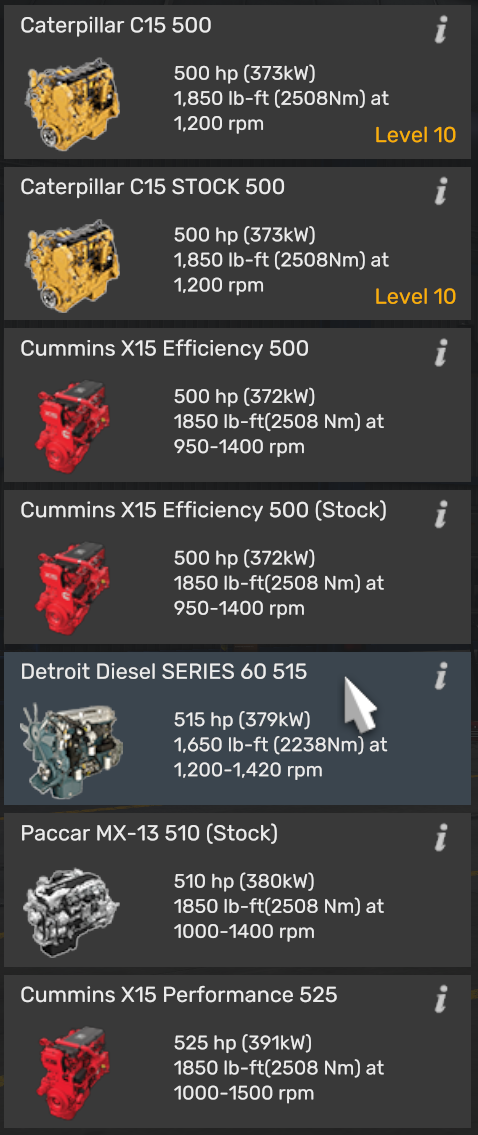 Caterpillar C15 500
500 hp (373kW)
1,850 lb-ft (2508Nm) at
1,200 rpm
Level 10
Caterpillar C15 STOCK 500
500 hp (373kW)
1,850 lb-ft (2508Nm) at
1,200 rpm
Level 10
Cummins X15 Efficiency 500
500 hp (372kW)
1850 lb-ft(2508 Nm) at
950-1400 rpm
Cummins X15 Efficiency 500 (Stock)
500 hp (372kW)
1850 lb-ft(2508 Nm) at
950-1400 rpm
Detroit Diesel SERIES 60 515
515 hp (379kW)
1,650 lb-ft (2238Nm) at
1,200-1,420 rpm
Paccar MX-13 510 (Stock)
510 hp (380kW)
1850 lb-ft(2508 Nm) at
1000-1400 rpm
Cummins X15 Performance 525
525 hp (391kW)
1850 lb-ft(2508 Nm) at
1000-1500 rpm